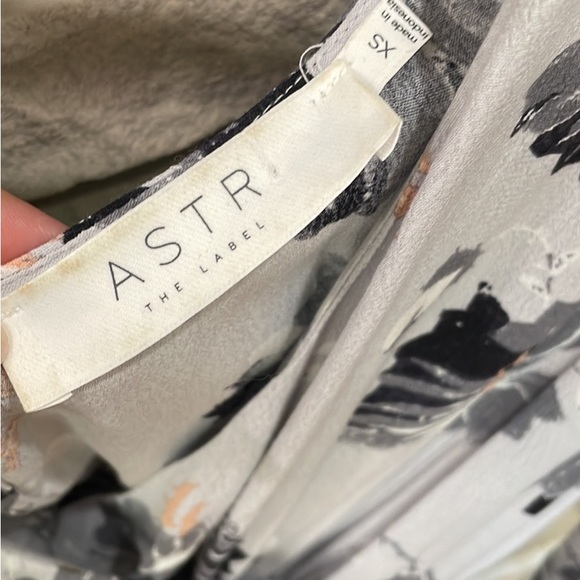 ASTR
THE LABEL
XS
made in
Indonesia